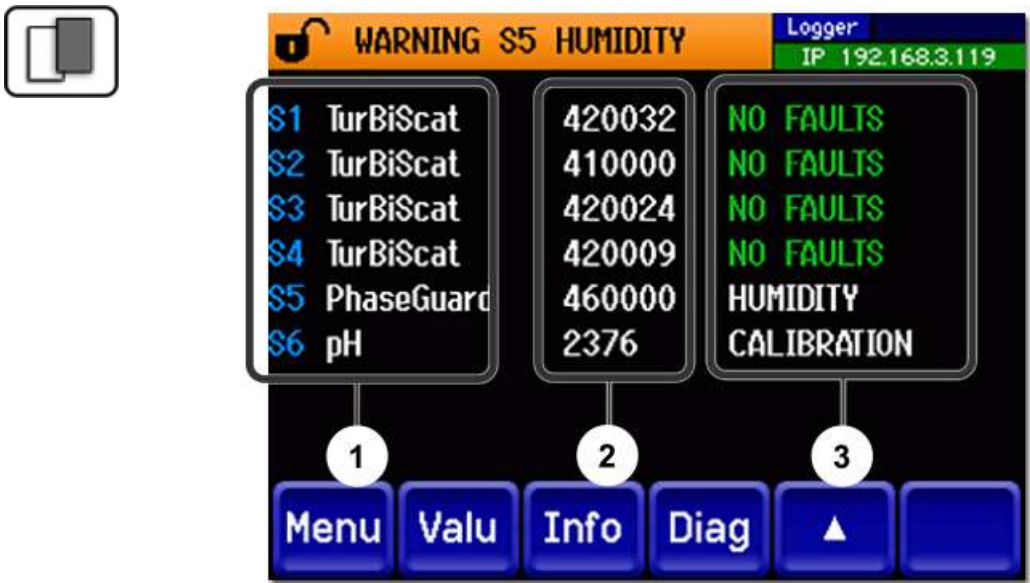 WARNING S5 HUMIDITY
Logger
IP 192.168.3.119
S1 TurBiScat 420032 NO FAULTS
S2 TurBiScat 410000 NO FAULTS
S3 TurBiScat 420024 NO FAULTS
S4 TurBiScat 420009 NO FAULTS
S5 PhaseGuard 460000 HUMIDITY
S6 pH 2376 CALIBRATION
1 2 3
Menu Valu Info Diag ▲